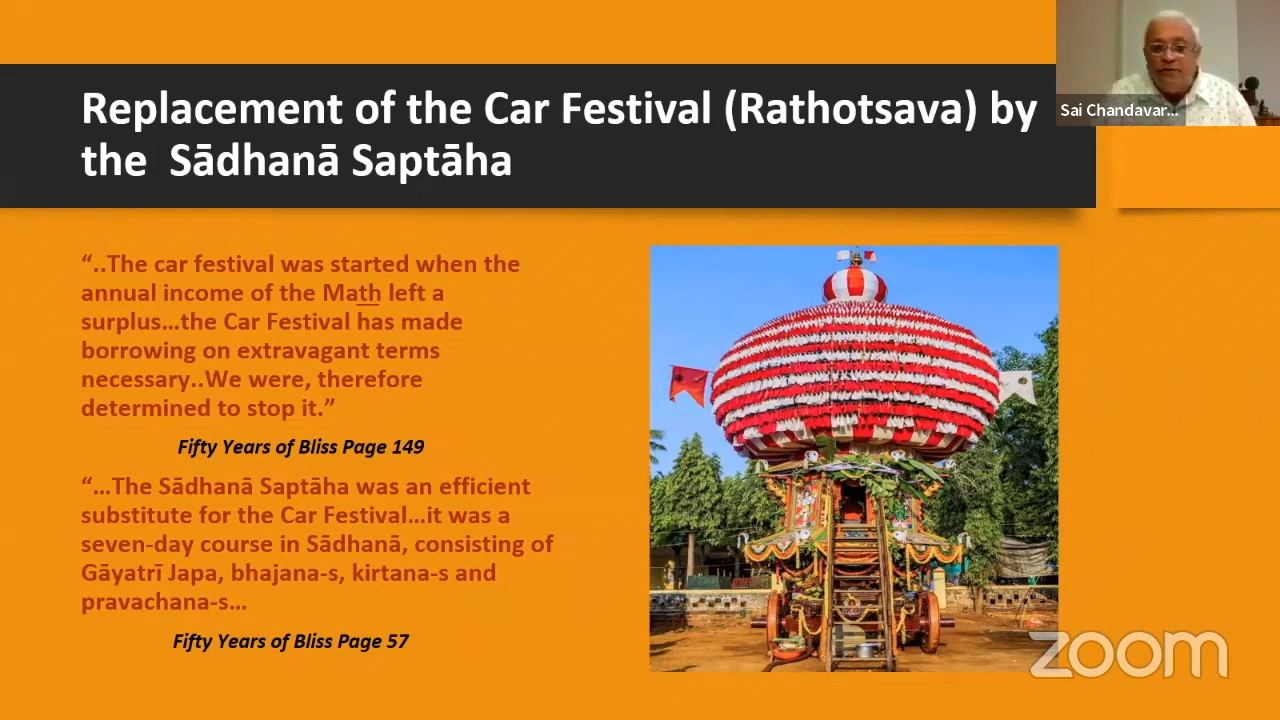 Replacement of the Car Festival (Rathotsava) by
the Sādhanā Saptāha
Sai Chandavar...
“..The car festival was started when the
annual income of the Math left a
surplus…the Car Festival has made
borrowing on extravagant terms
necessary..We were, therefore
determined to stop it.”
Fifty Years of Bliss Page 149
“…The Sādhanā Saptāha was an efficient
substitute for the Car Festival…it was a
seven-day course in Sādhanā, consisting of
Gāyatrī Japa, bhajana-s, kirtana-s and
pravachana-s…
Fifty Years of Bliss Page 57
zoom